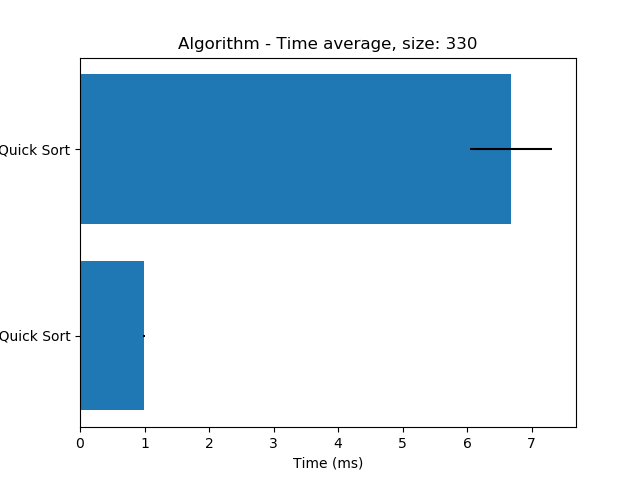 Algorithm - Time average, size: 330
Quick Sort
Quick Sort
0 1 2 3 4 5 6 7
Time (ms)